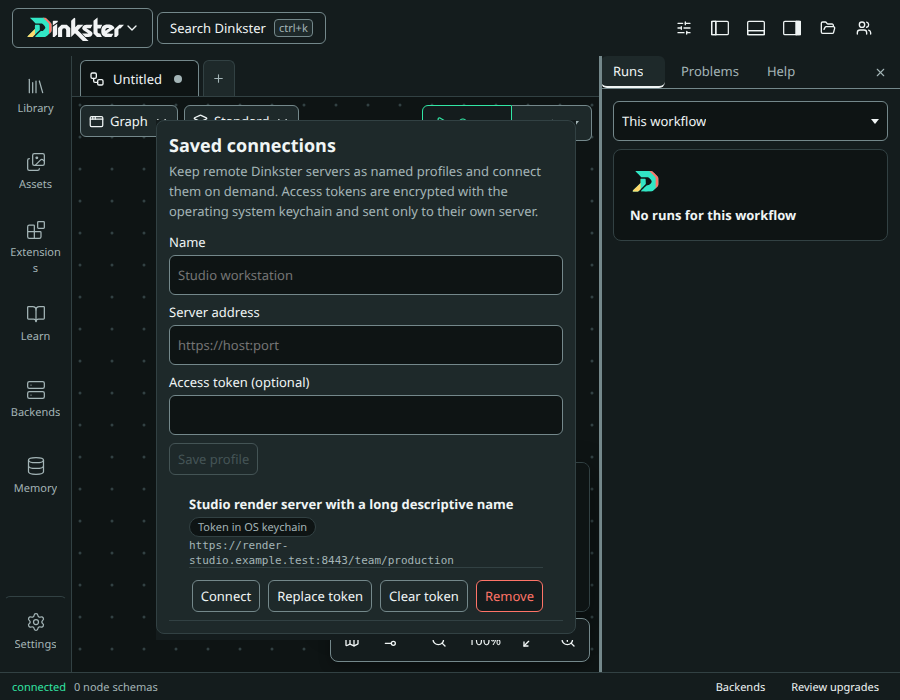 Dinkster
Search Dinkster ctrl+k
Library
Assets
Extension
s
Learn
Backends
Memory
Settings
Untitled
Graph
Standard
Saved connections
Keep remote Dinkster servers as named profiles and connect
them on demand. Access tokens are encrypted with the
operating system keychain and sent only to their own server.
Name
Studio workstation
Server address
https://host:port
Access token (optional)
Save profile
Studio render server with a long descriptive name
Token in OS keychain
https://render-
studio.example.test:8443/team/production
Connect Replace token Clear token Remove
100%
Runs Problems Help
This workflow
No runs for this workflow
connected 0 node schemas
Backends Review upgrades